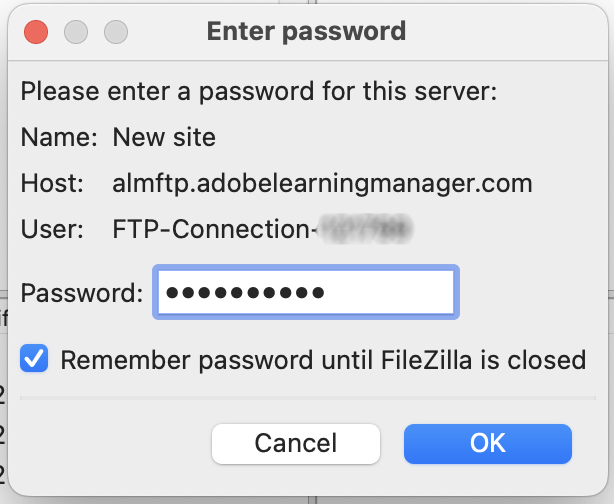 Enter password
Please enter a password for this server:
Name: New site
Host: almftp.adobelearningmanager.com
User: FTP-Connection-
Password: ••••••••••
Remember password until FileZilla is closed
Cancel OK